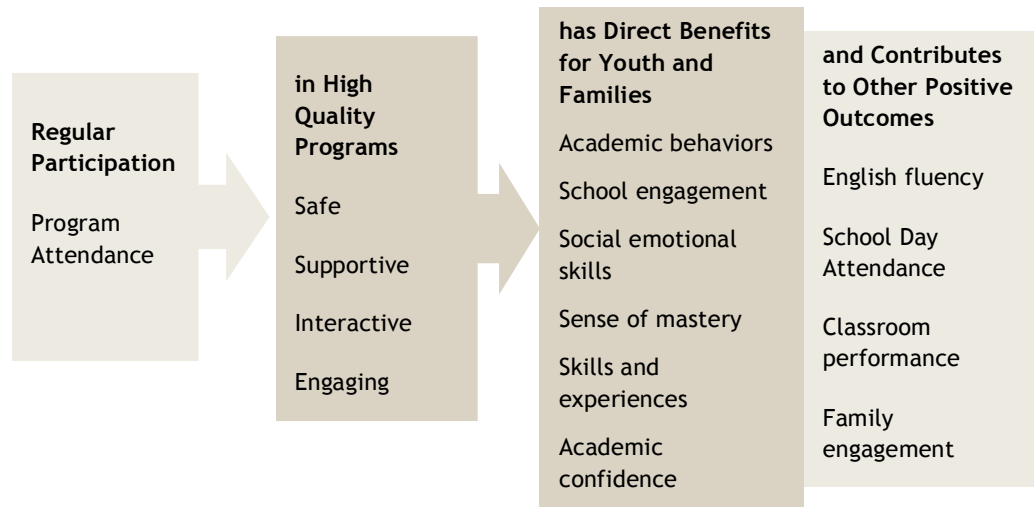 Regular
Participation
Program
Attendance
in High
Quality
Programs
Safe
Supportive
Interactive
Engaging
has Direct Benefits
for Youth and
Families
Academic behaviors
School engagement
Social emotional
skills
Sense of mastery
Skills and
experiences
Academic
confidence
and Contributes
to Other Positive
Outcomes
English fluency
School Day
Attendance
Classroom
performance
Family
engagement